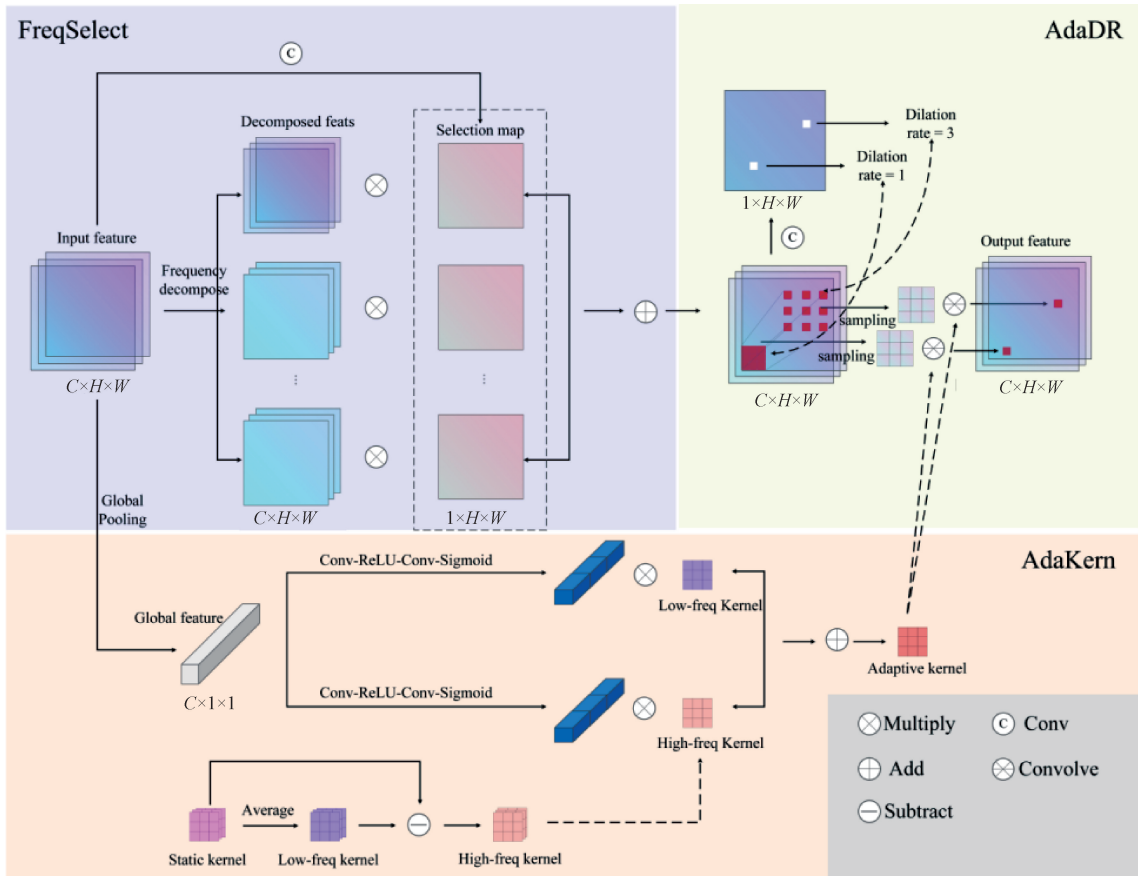 FreqSelect
C
Input feature
C×H×W
Frequency
decompose
Decomposed feats
...
C×H×W
Selection map
...
1×H×W
Global
Pooling
AdaDR
Dilation
rate = 3
Dilation
rate = 1
1×H×W
C
sampling
sampling
C×H×W
Output feature
C×H×W
AdaKern
Global feature
C×1×1
Conv-ReLU-Conv-Sigmoid
Low-freq Kernel
Conv-ReLU-Conv-Sigmoid
High-freq Kernel
Adaptive kernel
Static kernel
Average
Low-freq kernel
High-freq kernel
Multiply
C Conv
Add
Convolve
Subtract